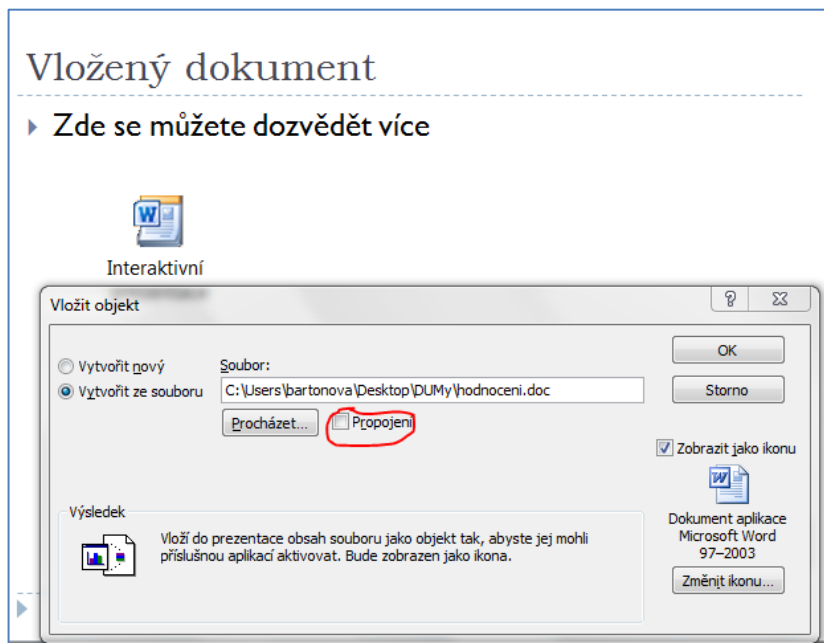 Vložený dokument
Zde se můžete dozvědět více
Interaktivní
Vložit objekt
Vytvořit nový
Vytvořit ze souboru
Soubor:
C:\Users\bartonova\Desktop\DUMy\hodnoceni.doc
Procházet...
Propojení
OK
Storno
Zobrazit jako ikonu
Dokument aplikace
Microsoft Word
97–2003
Změnit ikonu...
Výsledek
Vloží do prezentace obsah souboru jako objekt tak, abyste jej mohli
příslušnou aplikací aktivovat. Bude zobrazen jako ikona.